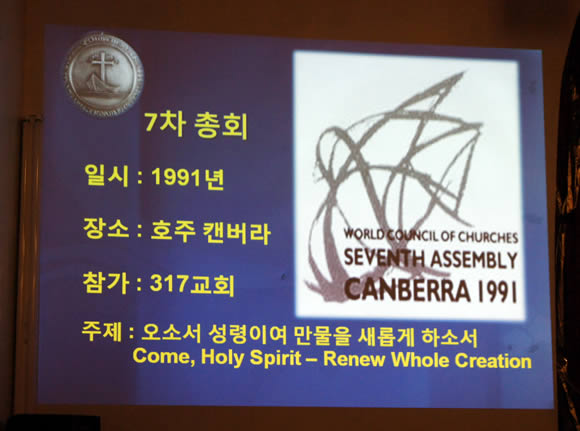 7차 총회
일시 : 1991년
장소 : 호주 캔버라
참가 : 317교회
WORLD COUNCIL OF CHURCHES
SEVENTH ASSEMBLY
CANBERRA 1991
주제 : 오소서 성령이여 만물을 새롭게 하소서
Come, Holy Spirit – Renew Whole Creation